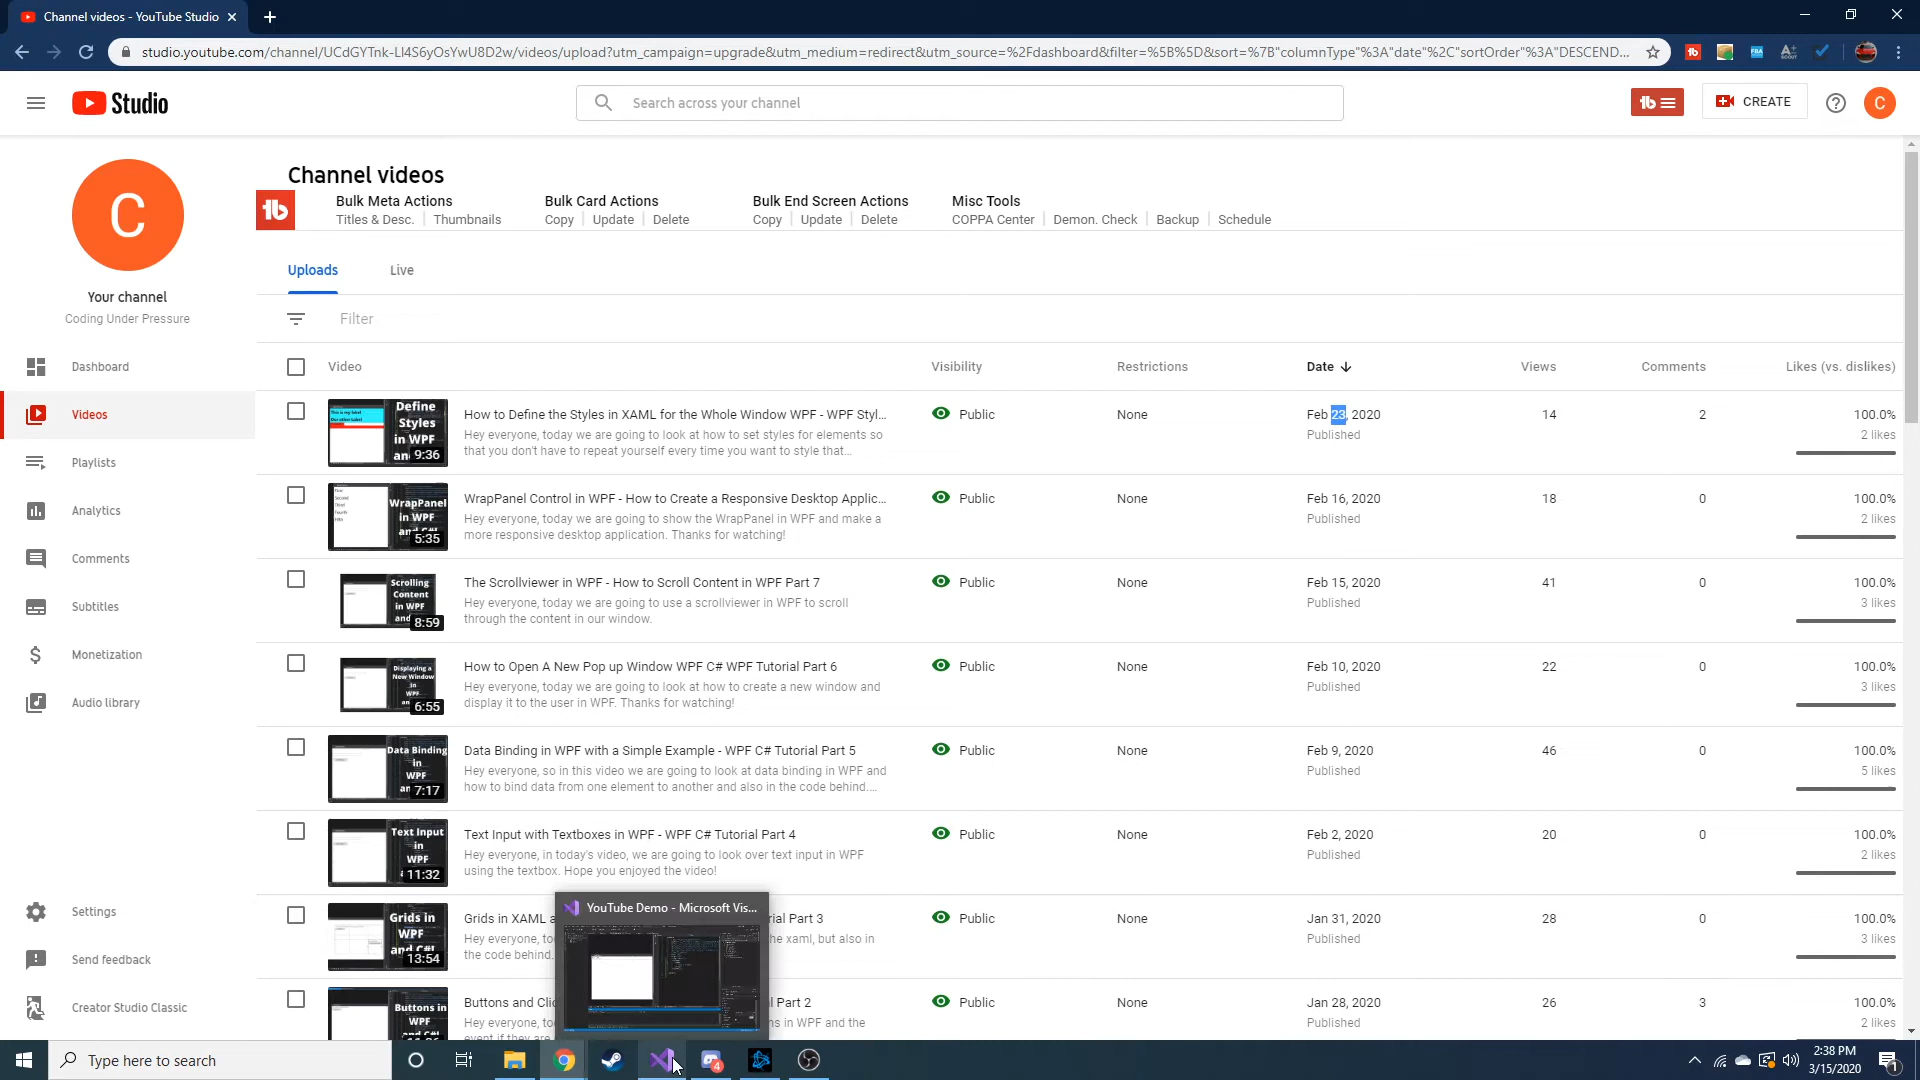 Channel videos - YouTube Studio
studio.youtube.com/channel/UCdGYTnk-Ll4S6yOsYwU8D2w/videos/upload?utm_campaign=upgrade&utm_medium=redirect&utm_source=%2Fdashboard&filter=%5B%5D&sort=%7B"columnType"%3A"date"%2C"sortOrder"%3A"DESCEND...
Studio
Search across your channel
CREATE
C
C
Your channel
Coding Under Pressure
Dashboard
Videos
Playlists
Analytics
Comments
Subtitles
Monetization
Audio library
Settings
Send feedback
Creator Studio Classic
Channel videos
Bulk Meta Actions
Titles & Desc. Thumbnails
Bulk Card Actions
Copy Update Delete
Bulk End Screen Actions
Copy Update Delete
Misc Tools
COPPA Center Demon. Check Backup Schedule
Uploads Live
Filter
Video Visibility Restrictions Date Views Comments Likes (vs. dislikes)
Define Styles in WPF 9:36
How to Define the Styles in XAML for the Whole Window WPF - WPF Styl... Public None Feb 23, 2020 14 2 100.0%
Hey everyone, today we are going to look at how to set styles for elements so Published 2 likes
that you don't have to repeat yourself every time you want to style that...
WrapPanel in WPF 5:35
WrapPanel Control in WPF - How to Create a Responsive Desktop Applic... Public None Feb 16, 2020 18 0 100.0%
Hey everyone, today we are going to show the WrapPanel in WPF and make a Published 2 likes
more responsive desktop application. Thanks for watching!
Scrolling Content in WPF 8:59
The Scrollviewer in WPF - How to Scroll Content in WPF Part 7 Public None Feb 15, 2020 41 0 100.0%
Hey everyone, today we are going to use a scrollviewer in WPF to scroll Published 3 likes
through the content in our window.
Displaying a New Window in WPF 6:55
How to Open A New Pop up Window WPF C# WPF Tutorial Part 6 Public None Feb 10, 2020 22 0 100.0%
Hey everyone, today we are going to look at how to create a new window and Published 3 likes
display it to the user in WPF. Thanks for watching!
Data Binding in WPF 7:17
Data Binding in WPF with a Simple Example - WPF C# Tutorial Part 5 Public None Feb 9, 2020 46 0 100.0%
Hey everyone, so in this video we are going to look at data binding in WPF and Published 5 likes
how to bind data from one element to another and also in the code behind....
Text Input in WPF 11:32
Text Input with Textboxes in WPF - WPF C# Tutorial Part 4 Public None Feb 2, 2020 20 0 100.0%
Hey everyone, in today's video, we are going to look over text input in WPF Published 2 likes
using the textbox. Hope you enjoyed the video!
Grids in WPF and C#! 13:54
Grids in XAML a rial Part 3 Public None Jan 31, 2020 28 0 100.0%
Hey everyone, to he xaml, but also in Published 3 likes
the code behind.
Buttons in WPF
Buttons and Clic l Part 2 Public None Jan 28, 2020 26 3 100.0%
Hey everyone, to ns in WPF and the Published 2 likes
event if they are
YouTube Demo - Microsoft Vis...
Type here to search
4
2:38 PM
3/15/2020
1